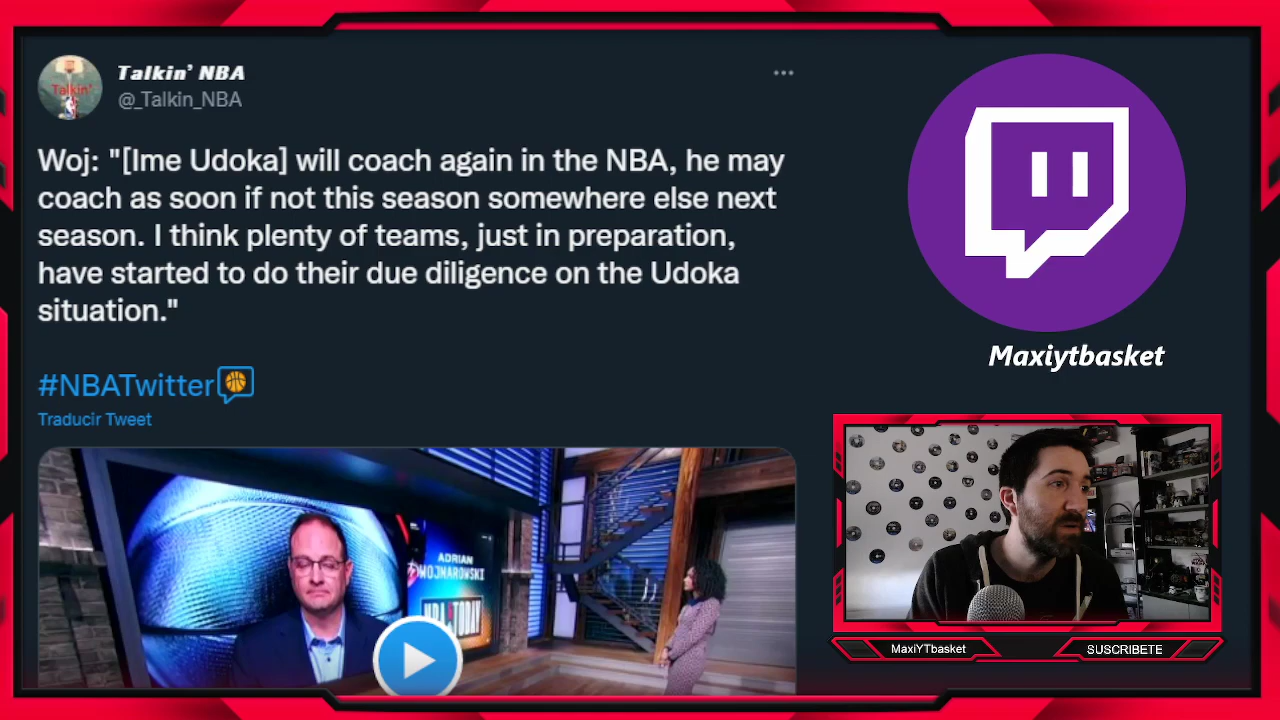 Talkin' NBA
@_Talkin_NBA
Woj: "[Ime Udoka] will coach again in the NBA, he may
coach as soon if not this season somewhere else next
season. I think plenty of teams, just in preparation,
have started to do their due diligence on the Udoka
situation."
#NBATwitter
Traducir Tweet
Talkin'
ADRIAN
WOJNAROWSKI
NBA TODAY
Maxiytbasket
MaxiYTbasket
SUSCRIBETE